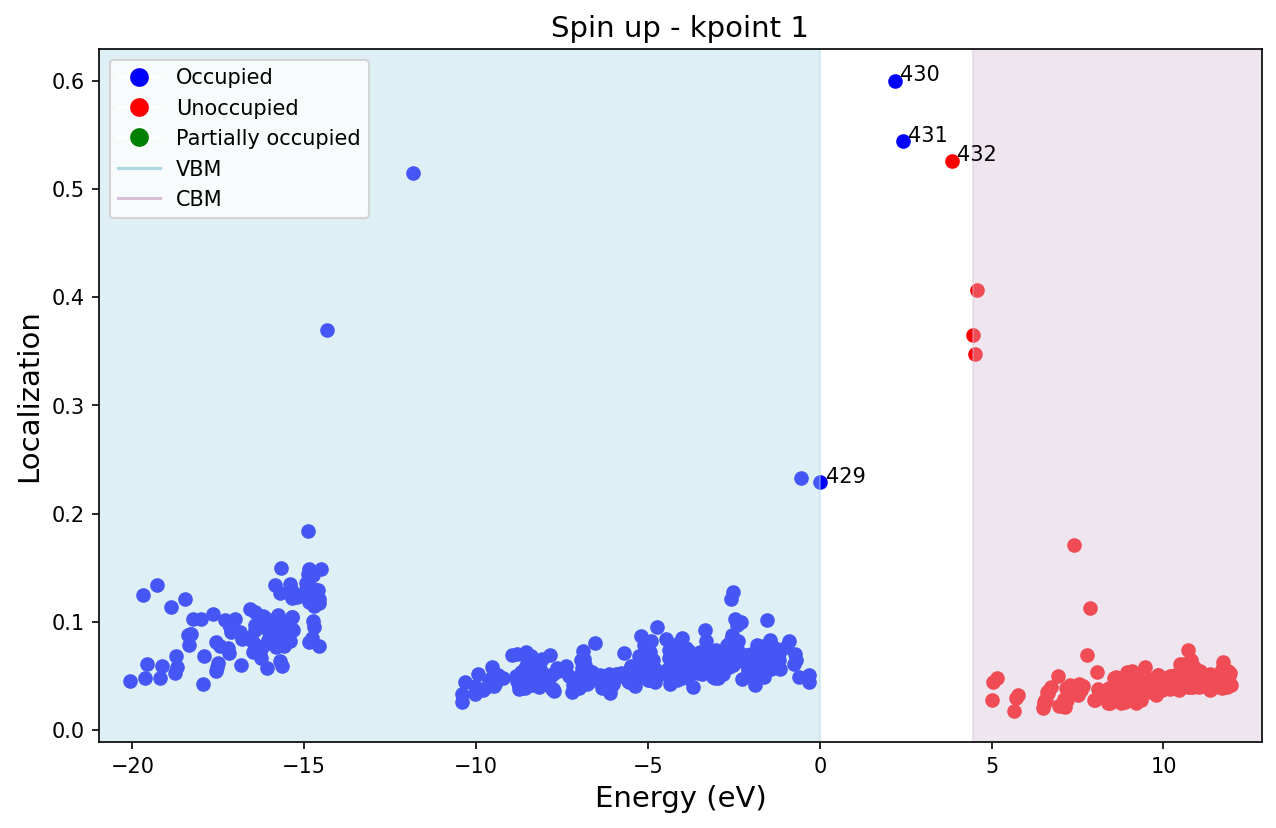 Spin up - kpoint 1
Occupied
Unoccupied
Partially occupied
VBM
CBM
430
431
432
429
Localization
0.6
0.5
0.4
0.3
0.2
0.1
0.0
−20
−15
−10
−5
0
5
10
Energy (eV)